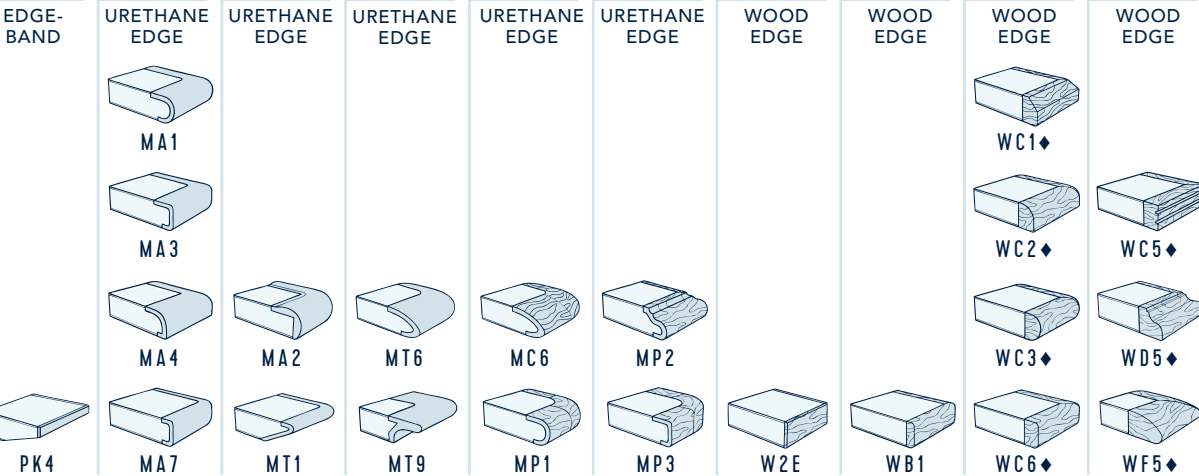 EDGE-
BAND
URETHANE
EDGE
URETHANE
EDGE
URETHANE
EDGE
URETHANE
EDGE
URETHANE
EDGE
WOOD
EDGE
WOOD
EDGE
WOOD
EDGE
WOOD
EDGE
MA1
WC1♦
MA3
WC2♦
WC5♦
MA4
MA2
MT6
MC6
MP2
WC3♦
WD5♦
PK4
MA7
MT1
MT9
MP1
MP3
W2E
WB1
WC6♦
WF5♦